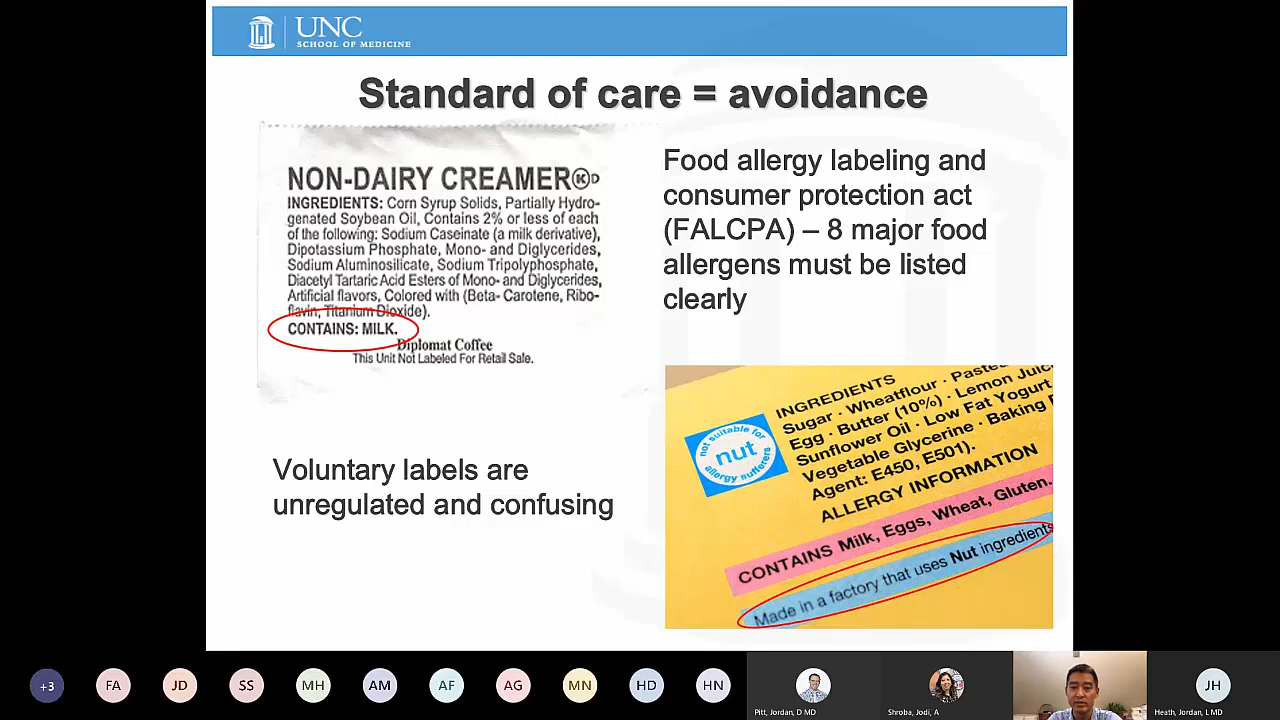 UNC
SCHOOL OF MEDICINE
Standard of care = avoidance
NON-DAIRY CREAMER®ⓀD
INGREDIENTS: Corn Syrup Solids, Partially Hydro-
genated Soybean Oil, Contains 2% or less of each
of the following: Sodium Caseinate (a milk derivative),
Dipotassium Phosphate, Mono- and Diglycerides,
Sodium Aluminosilicate, Sodium Tripolyphosphate,
Diacetyl Tartaric Acid Esters of Mono- and Diglycerides,
Artificial flavors, Colored with (Beta- Carotene, Ribo-
flavin, Titanium Dioxide).
CONTAINS: MILK.
Diplomat Coffee
This Unit Not Labeled For Retail Sale.
Food allergy labeling and
consumer protection act
(FALCPA) – 8 major food
allergens must be listed
clearly
Voluntary labels are
unregulated and confusing
not suitable for
nut
allergy sufferers
INGREDIENTS
Sugar · Wheatflour ·
Egg · Butter (10%) · Lemon
Sunflower Oil · Low Fat Yogurt
Vegetable Glycerine · Baking
Agent: E450, E501).
ALLERGY INFORMATION
CONTAINS Milk, Eggs, Wheat, Gluten.
Made in a factory that uses Nut ingredients
+3
FA
JD
SS
MH
AM
AF
AG
MN
HD
HN
Pitt, Jordan, D MD
Shroba, Jodi, A
JH
Heath, Jordan, L MD